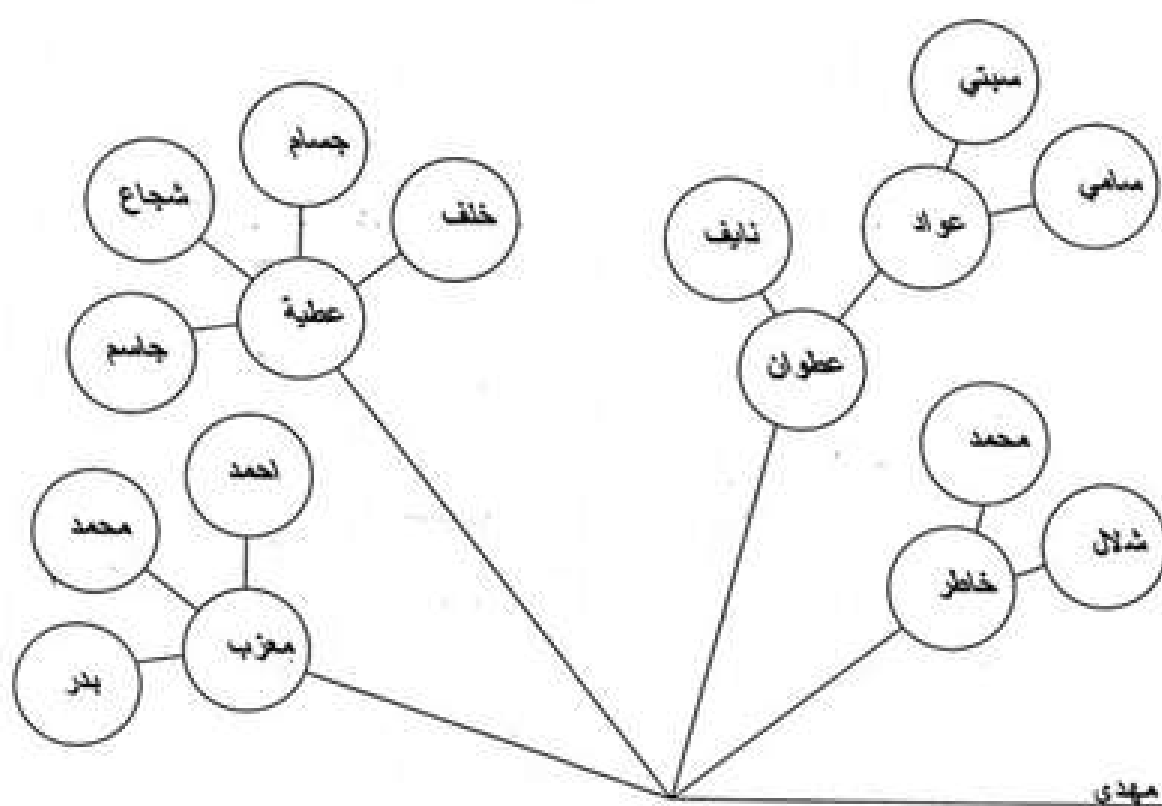 سبتي
جسام
سامي
شجاع
خلف
عواد
نايف
عطية
جاسم
عطوان
محمد
احمد
محمد
شلال
خاطر
معزب
بدر
مهدي